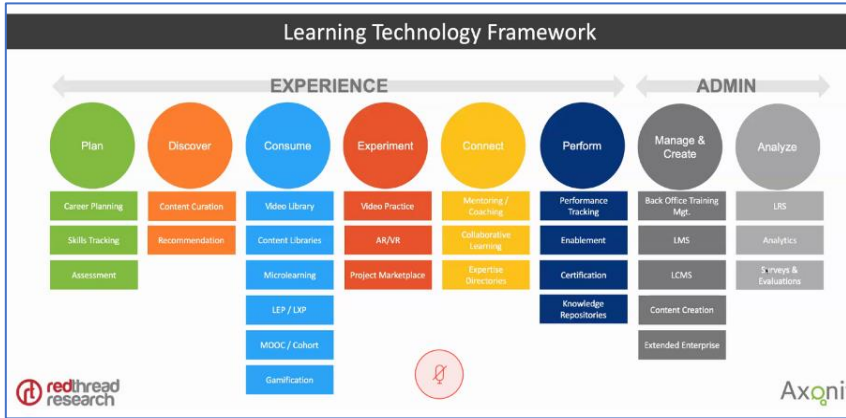 Learning Technology Framework
EXPERIENCE
ADMIN
Plan
Discover
Consume
Experiment
Connect
Perform
Manage &
Create
Analyze
Career Planning
Content Curation
Video Library
Video Practice
Mentoring /
Coaching
Performance
Tracking
Back Office Training
Mgt.
LRS
Skills Tracking
Recommendation
Content Libraries
AR/VR
Collaborative
Learning
Enablement
LMS
Analytics
Assessment
Microlearning
Project Marketplace
Expertise
Directories
Certification
LCMS
Surveys &
Evaluations
LEP / LXP
Knowledge
Repositories
Content Creation
MOOC / Cohort
Extended Enterprise
Gamification
redthread
research
Axoni